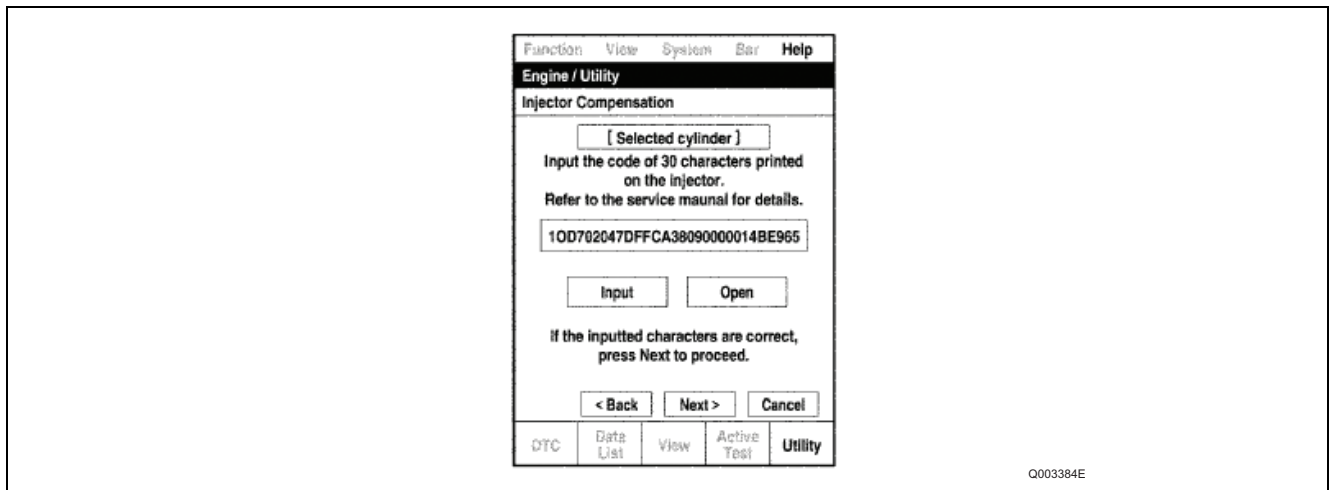 Function View System Bar Help
Engine / Utility
Injector Compensation
[ Selected cylinder ]
Input the code of 30 characters printed
on the injector.
Refer to the service maunal for details.
1OD702047DFFCA38090000014BE965
Input Open
If the inputted characters are correct,
press Next to proceed.
< Back Next > Cancel
DTC Data List View Active Test Utility
Q003384E